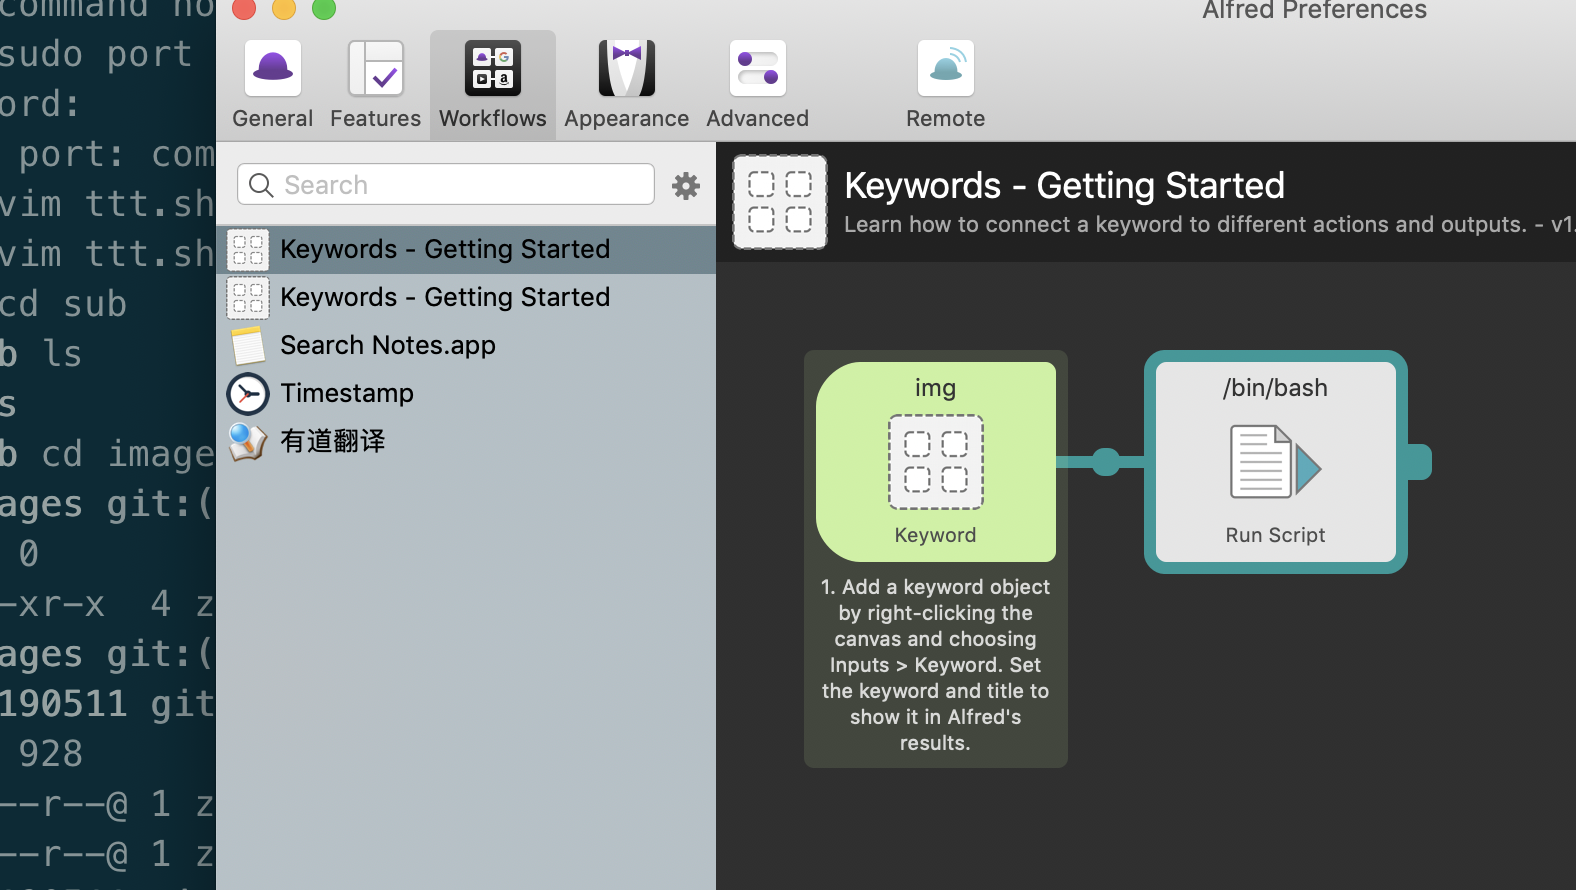 command no
sudo port
ord:
port: com
vim ttt.sh
vim ttt.sh
cd sub
b ls
s
b cd image
ages git:(
0
-xr-x 4 z
ages git:(
190511 git
928
--r--@ 1 z
--r--@ 1 z
Alfred Preferences
General Features Workflows Appearance Advanced Remote
Search
Keywords - Getting Started
Keywords - Getting Started
Search Notes.app
Timestamp
有道翻译
Keywords - Getting Started
Learn how to connect a keyword to different actions and outputs. - v1.
img
Keyword
1. Add a keyword object
by right-clicking the
canvas and choosing
Inputs > Keyword. Set
the keyword and title to
show it in Alfred's
results.
/bin/bash
Run Script